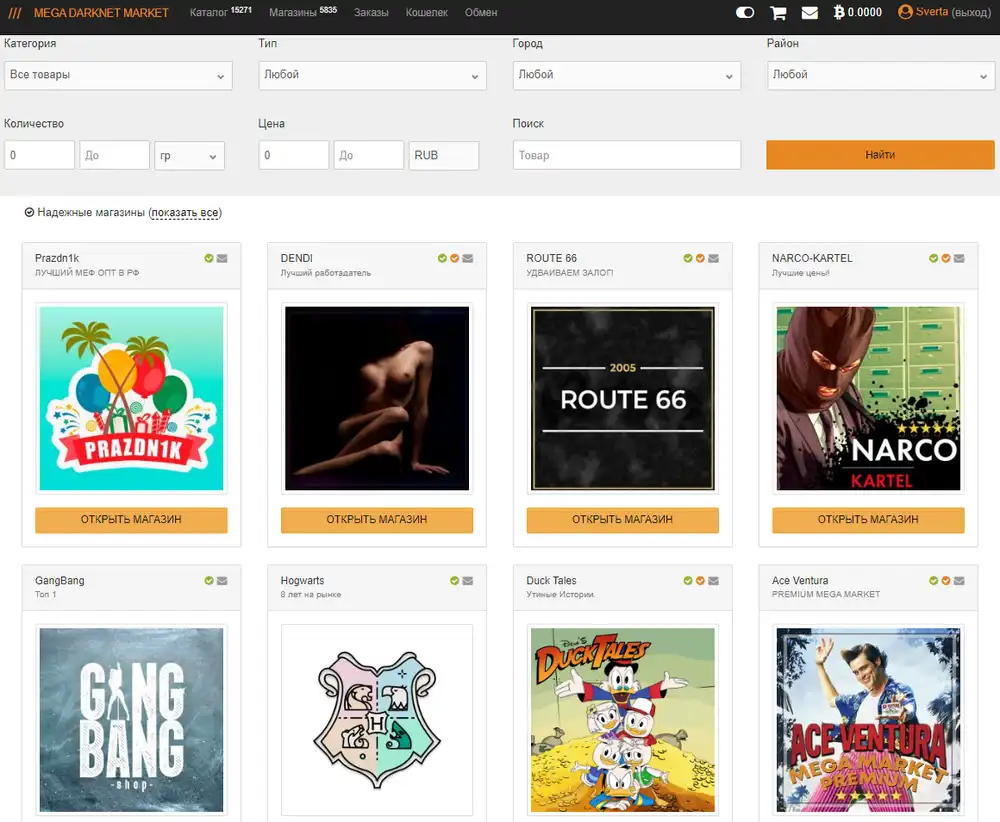 /// MEGA DARKNET MARKET Каталог 15271 Магазины 5835 Заказы Кошелек Обмен 0.0000 Sverta (выход)
Категория Тип Город Район
Все товары Любой Любой Любой
Количество Цена Поиск
0 До гр 0 До RUB Товар Найти
Надежные магазины (показать все)
Prazdn1k DENDI ROUTE 66 NARCO-KARTEL
ЛУЧШИЙ МЕФ ОПТ В РФ Лучший работадатель УДВАИВАЕМ ЗАЛОГ! Лучшие цены!
PRAZDN1K
2005
ROUTE 66
NARCO
KARTEL
ОТКРЫТЬ МАГАЗИН ОТКРЫТЬ МАГАЗИН ОТКРЫТЬ МАГАЗИН ОТКРЫТЬ МАГАЗИН
GangBang Hogwarts Duck Tales Ace Ventura
Топ 1 8 лет на рынке Утиные Истории. PREMIUM MEGA MARKET
GANG
BANG
-shop-
H
DUCKTALES
ACE VENTURA
MEGA MARKET
PREMIUM